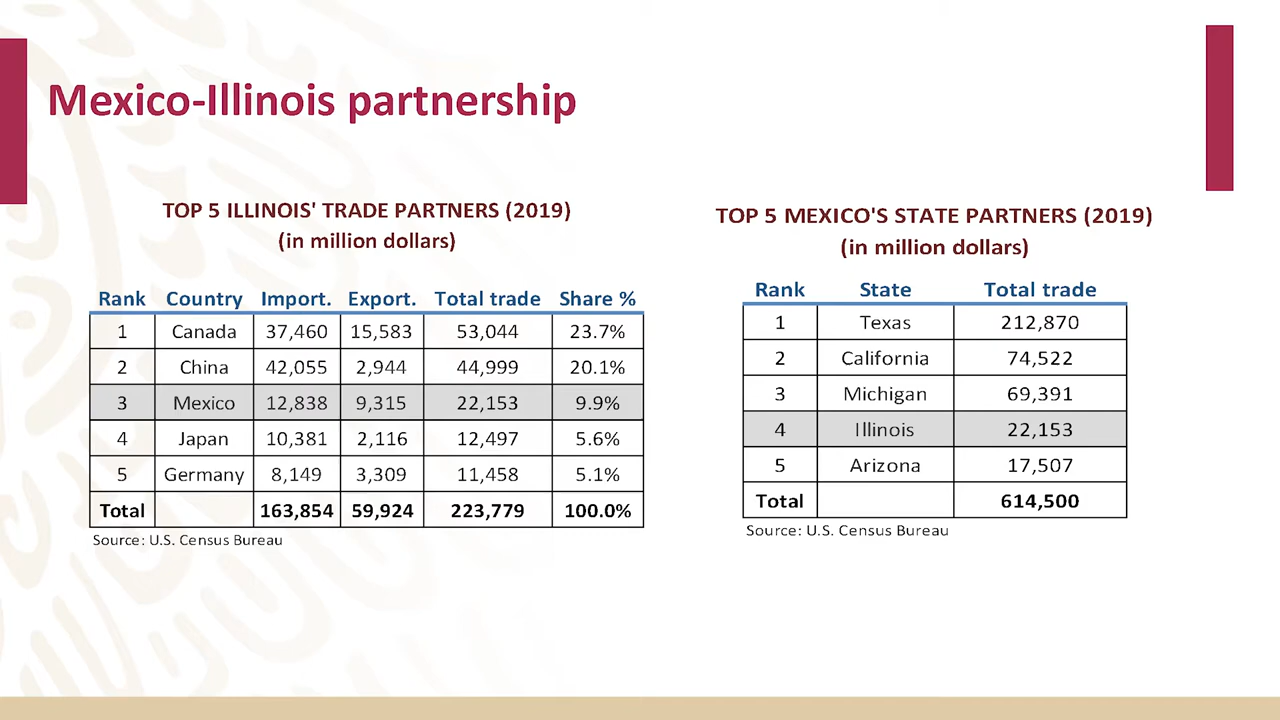 Mexico-Illinois partnership
TOP 5 ILLINOIS' TRADE PARTNERS (2019)
(in million dollars)
Rank Country Import. Export. Total trade Share %
1 Canada 37,460 15,583 53,044 23.7%
2 China 42,055 2,944 44,999 20.1%
3 Mexico 12,838 9,315 22,153 9.9%
4 Japan 10,381 2,116 12,497 5.6%
5 Germany 8,149 3,309 11,458 5.1%
Total 163,854 59,924 223,779 100.0%
Source: U.S. Census Bureau
TOP 5 MEXICO'S STATE PARTNERS (2019)
(in million dollars)
Rank State Total trade
1 Texas 212,870
2 California 74,522
3 Michigan 69,391
4 Illinois 22,153
5 Arizona 17,507
Total 614,500
Source: U.S. Census Bureau